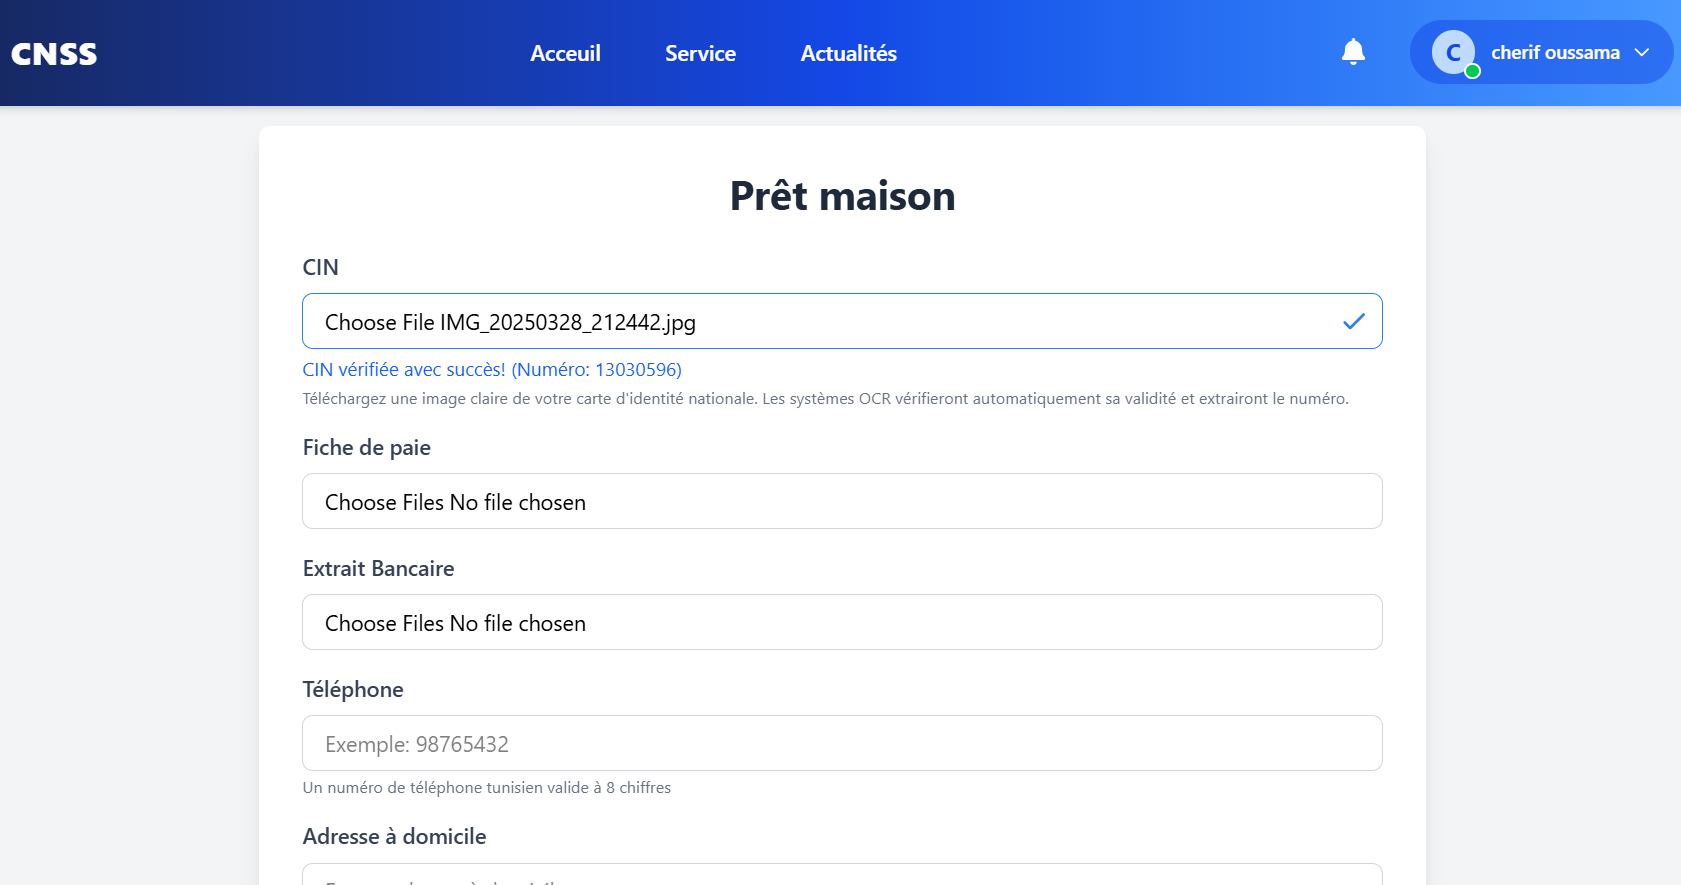 CNSS
Acceuil
Service
Actualités
C
cherif oussama
Prêt maison
CIN
Choose File IMG_20250328_212442.jpg
CIN vérifiée avec succès! (Numéro: 13030596)
Téléchargez une image claire de votre carte d'identité nationale. Les systèmes OCR vérifieront automatiquement sa validité et extrairont le numéro.
Fiche de paie
Choose Files No file chosen
Extrait Bancaire
Choose Files No file chosen
Téléphone
Exemple: 98765432
Un numéro de téléphone tunisien valide à 8 chiffres
Adresse à domicile